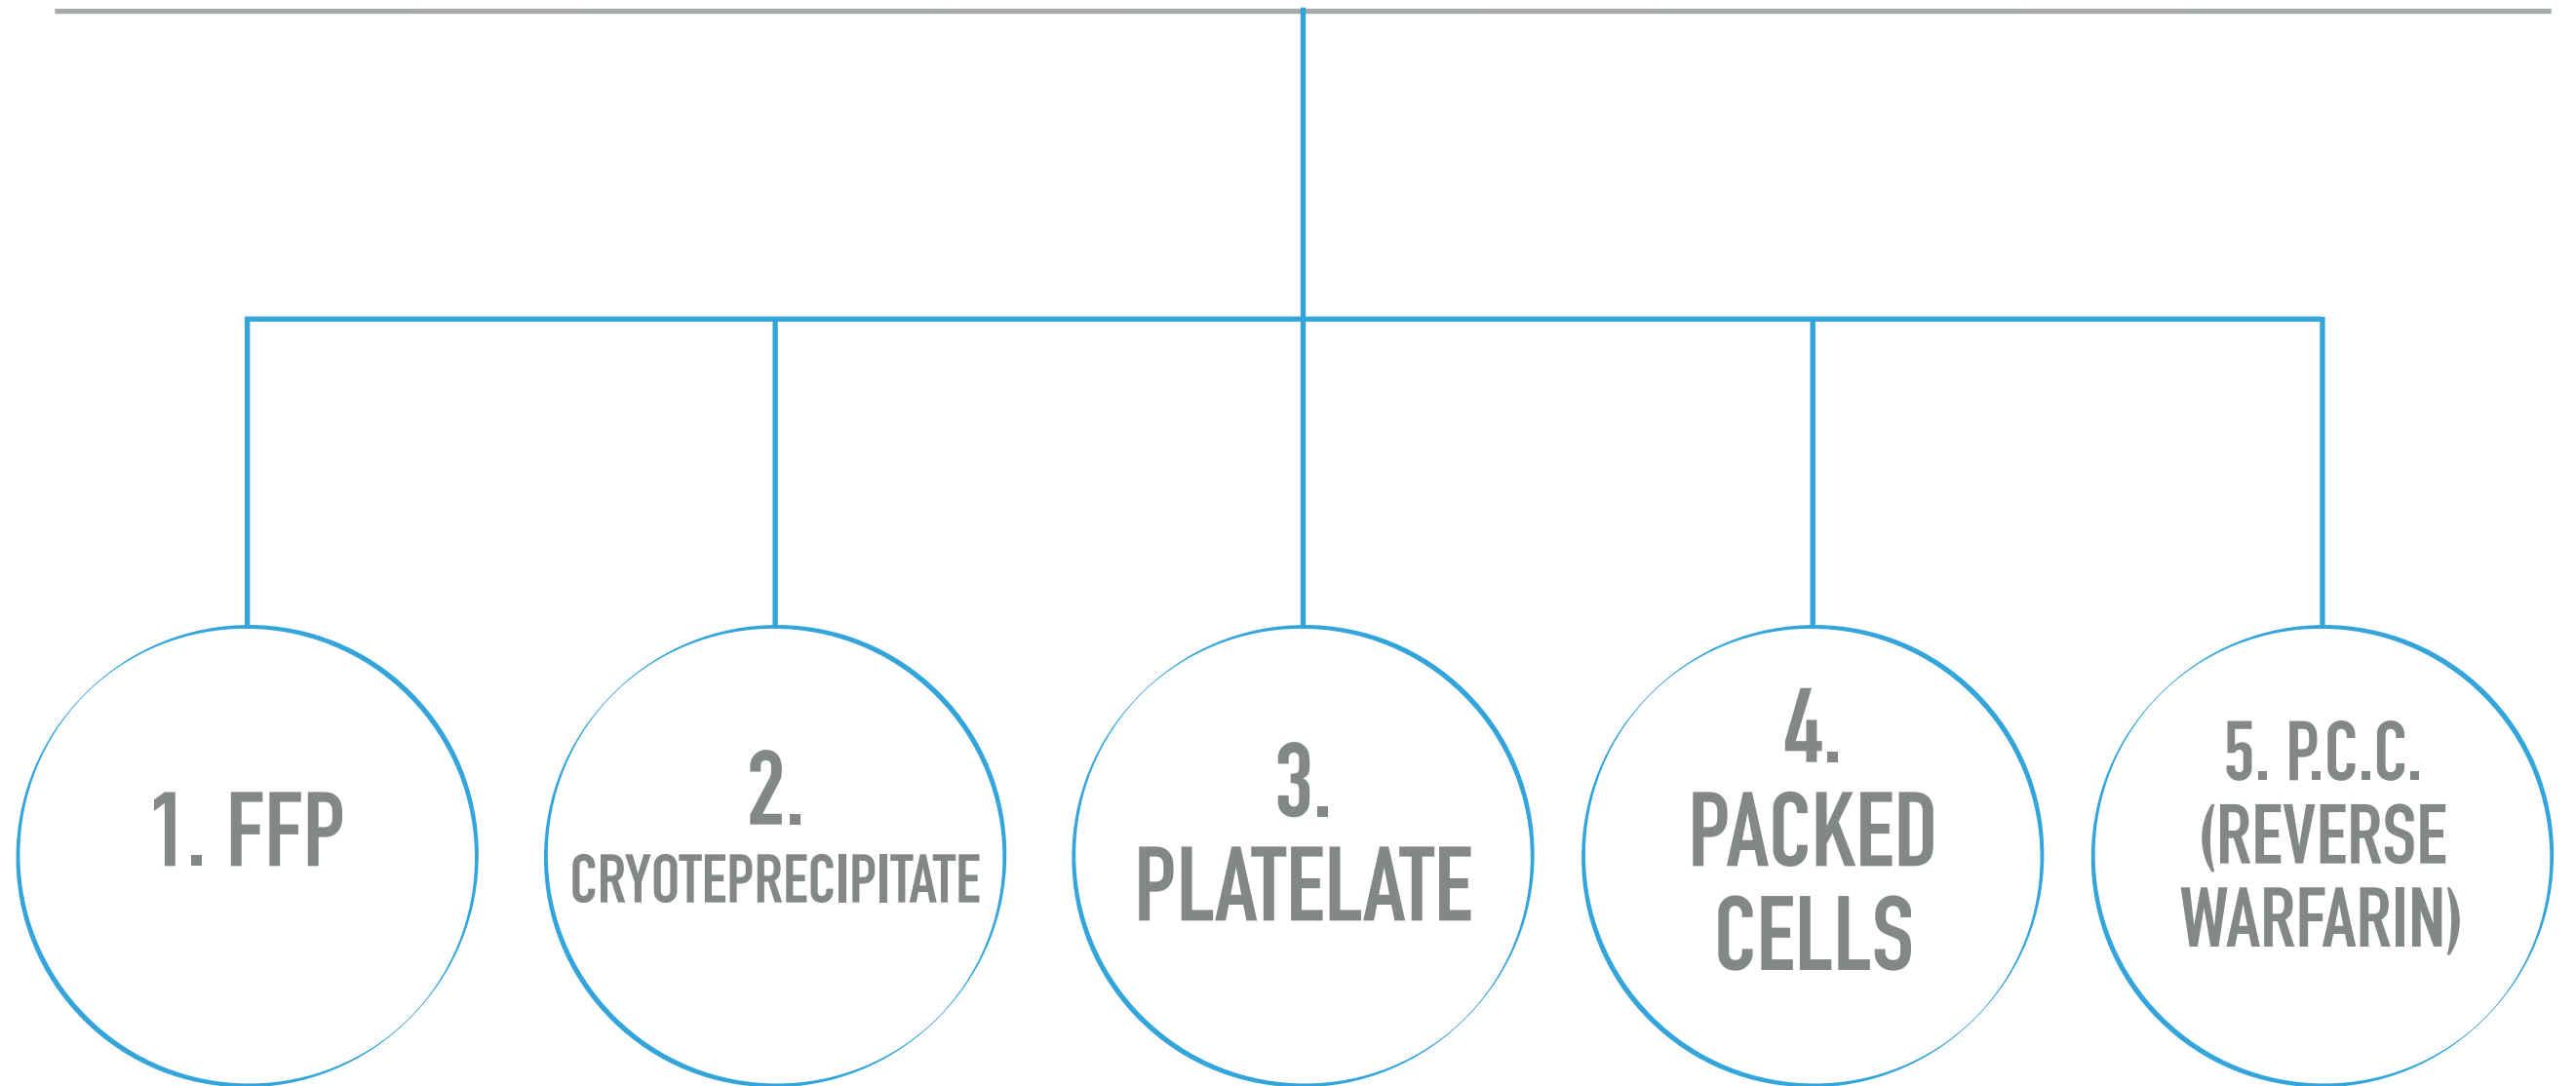 1. FFP
2.
CRYOTEPRECIPITATE
3.
PLATELATE
4.
PACKED
CELLS
5. P.C.C.
(REVERSE
WARFARIN)